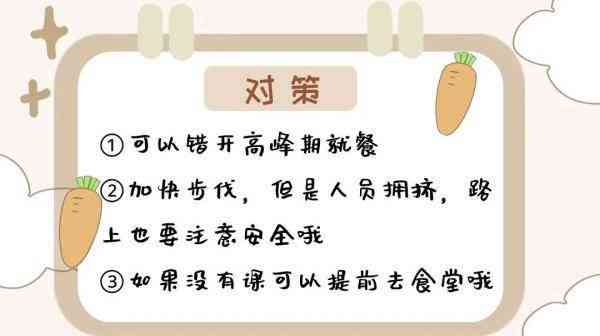 对策
①可以错开高峰期就餐
②加快步伐，但是人员拥挤，路
上也要注意安全哦
③如果没有课可以提前去食堂哦